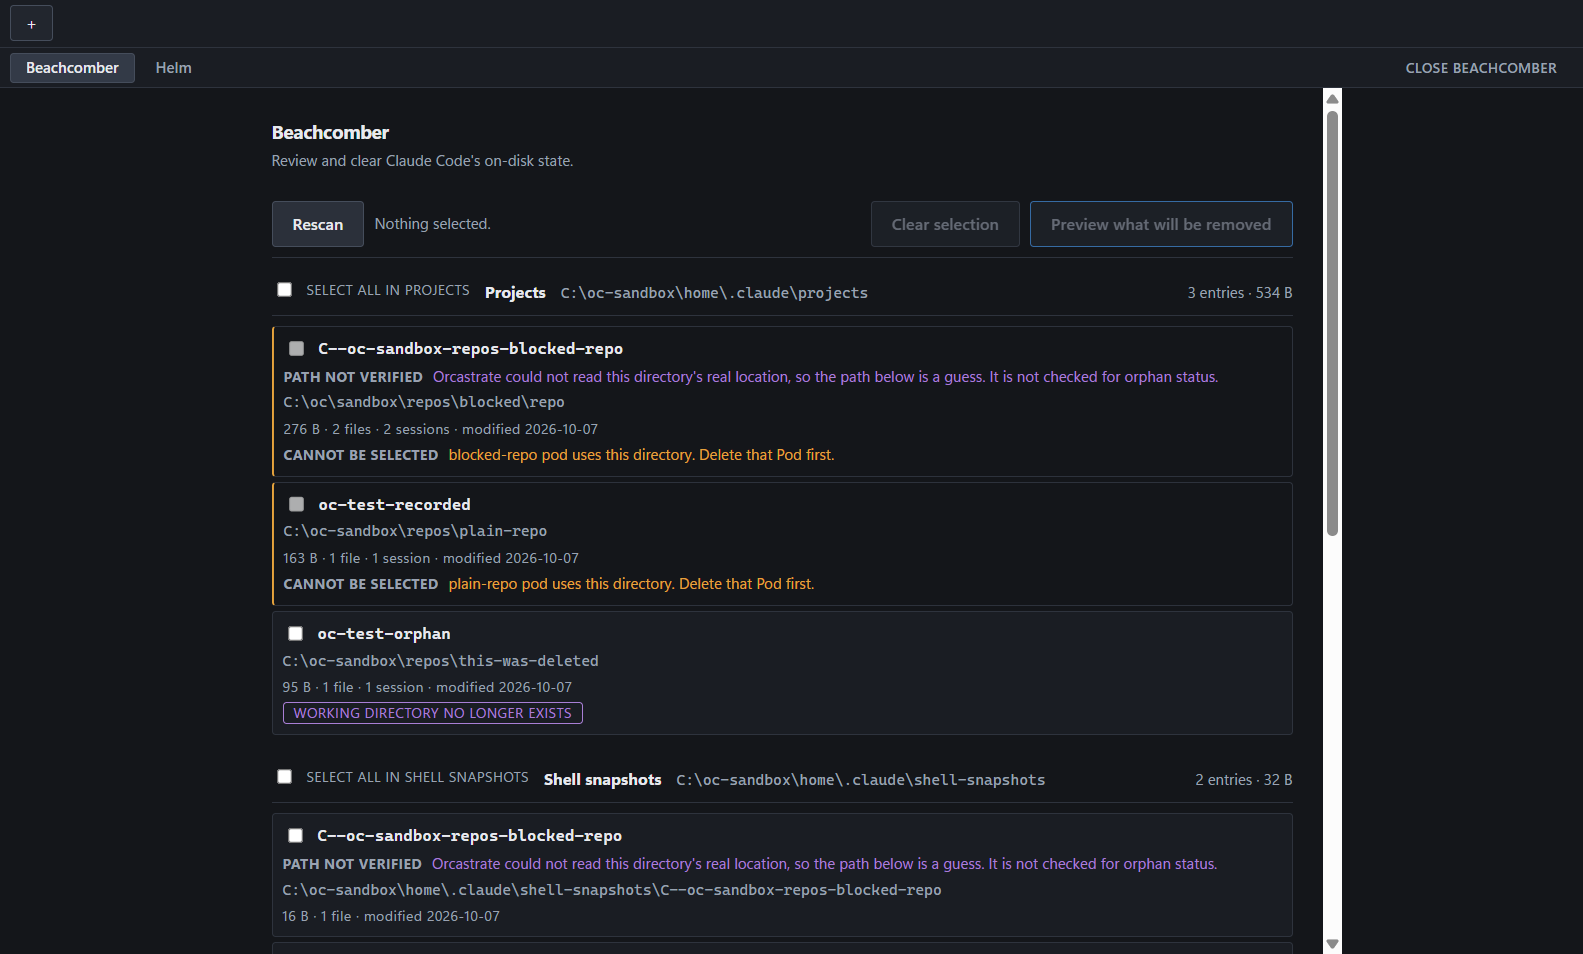 +
Beachcomber Helm CLOSE BEACHCOMBER
Beachcomber
Review and clear Claude Code's on-disk state.
Rescan Nothing selected. Clear selection Preview what will be removed
SELECT ALL IN PROJECTS Projects C:\oc-sandbox\home\.claude\projects 3 entries · 534 B
C--oc-sandbox-repos-blocked-repo
PATH NOT VERIFIED Orcastrate could not read this directory's real location, so the path below is a guess. It is not checked for orphan status.
C:\oc\sandbox\repos\blocked\repo
276 B · 2 files · 2 sessions · modified 2026-10-07
CANNOT BE SELECTED blocked-repo pod uses this directory. Delete that Pod first.
oc-test-recorded
C:\oc-sandbox\repos\plain-repo
163 B · 1 file · 1 session · modified 2026-10-07
CANNOT BE SELECTED plain-repo pod uses this directory. Delete that Pod first.
oc-test-orphan
C:\oc-sandbox\repos\this-was-deleted
95 B · 1 file · 1 session · modified 2026-10-07
WORKING DIRECTORY NO LONGER EXISTS
SELECT ALL IN SHELL SNAPSHOTS Shell snapshots C:\oc-sandbox\home\.claude\shell-snapshots 2 entries · 32 B
C--oc-sandbox-repos-blocked-repo
PATH NOT VERIFIED Orcastrate could not read this directory's real location, so the path below is a guess. It is not checked for orphan status.
C:\oc-sandbox\home\.claude\shell-snapshots\C--oc-sandbox-repos-blocked-repo
16 B · 1 file · modified 2026-10-07